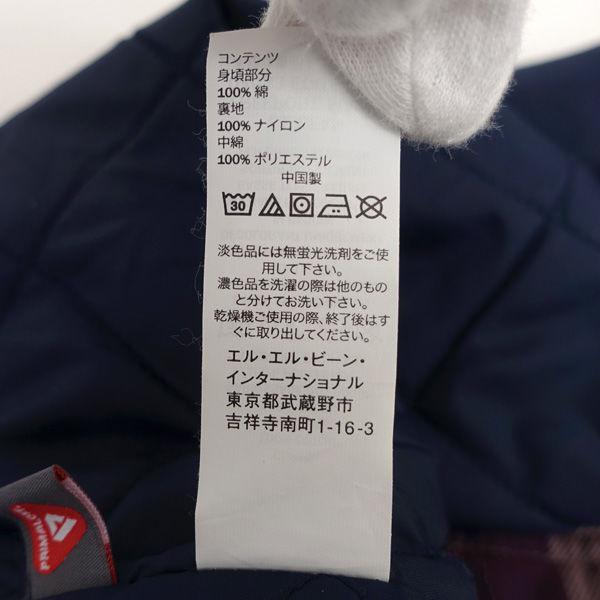 コンテンツ
身頃部分
100% 綿
裏地
100% ナイロン
中綿
100% ポリエステル
中国製
30
淡色品には無蛍光洗剤をご使
用して下さい。
濃色品を洗濯の際は他のもの
と分けてお洗い下さい。
乾燥機ご使用の際、終了後はす
ぐに取り出してください。
エル・エル・ビーン・
インターナショナル
東京都武蔵野市
吉祥寺南町1-16-3
PRIMALOFT